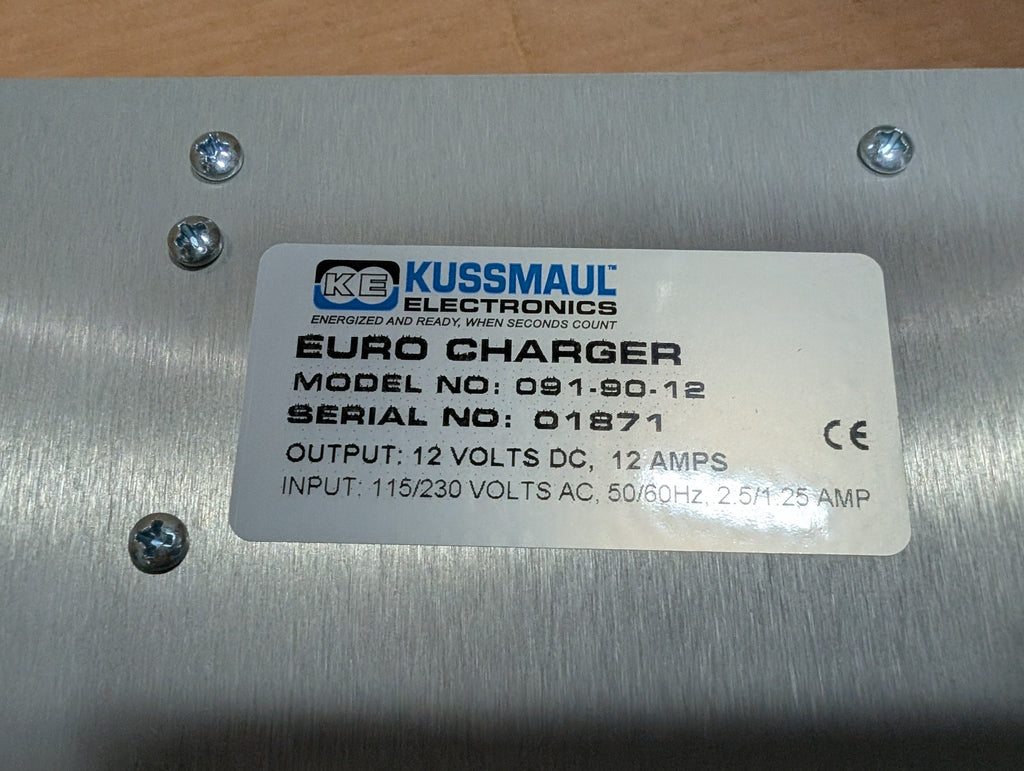 KE KUSSMAUL™
ELECTRONICS
ENERGIZED AND READY, WHEN SECONDS COUNT
EURO CHARGER
MODEL NO: 091-90-12
SERIAL NO: 01871
CE
OUTPUT: 12 VOLTS DC, 12 AMPS
INPUT: 115/230 VOLTS AC, 50/60Hz, 2.5/1.25 AMP